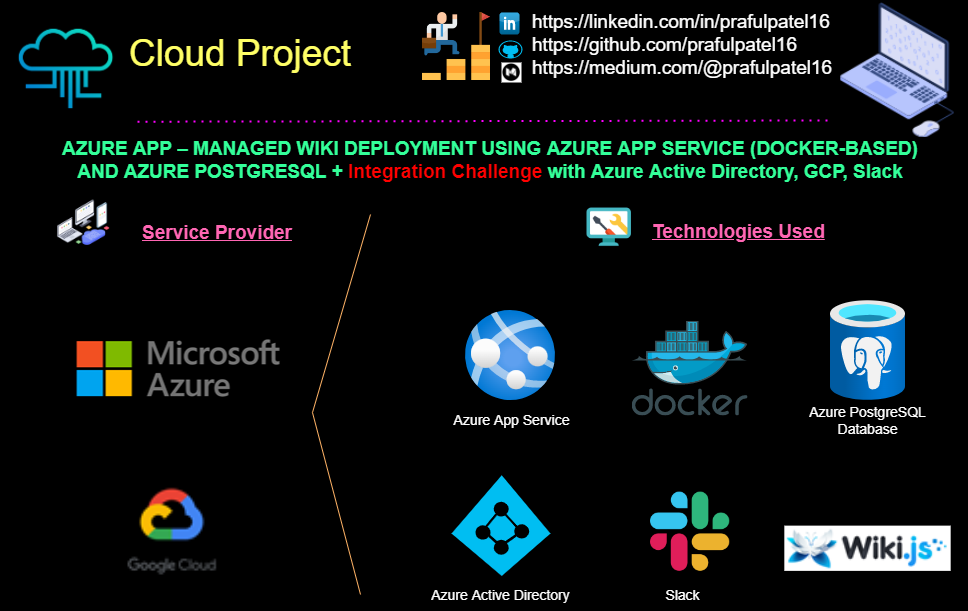 Cloud Project
https://linkedin.com/in/prafulpatel16
https://github.com/prafulpatel16
https://medium.com/@prafulpatel16
AZURE APP – MANAGED WIKI DEPLOYMENT USING AZURE APP SERVICE (DOCKER-BASED)
AND AZURE POSTGRESQL + Integration Challenge with Azure Active Directory, GCP, Slack
Service Provider
Technologies Used
Microsoft
Azure
Azure App Service
docker
Azure PostgreSQL
Database
Google Cloud
Azure Active Directory
Slack
Wiki.js